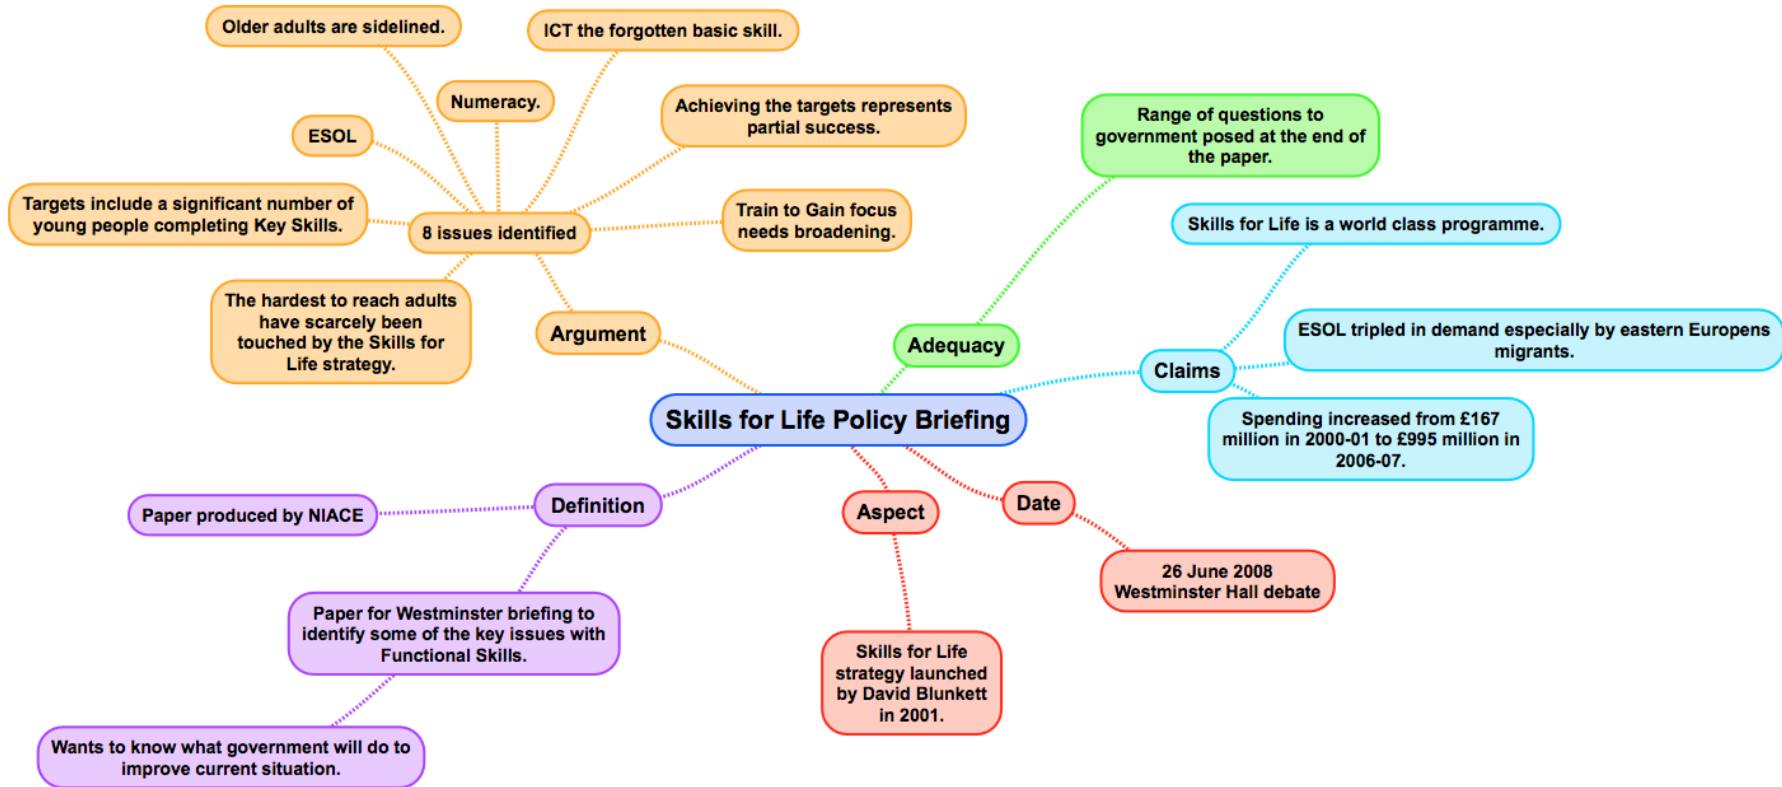 Older adults are sidelined.
ICT the forgotten basic skill.
Numeracy.
Achieving the targets represents
partial success.
ESOL
Targets include a significant number of
young people completing Key Skills.
8 issues identified
Train to Gain focus
needs broadening.
The hardest to reach adults
have scarcely been
touched by the Skills for
Life strategy.
Argument
Range of questions to
government posed at the end of
the paper.
Adequacy
Skills for Life is a world class programme.
ESOL tripled in demand especially by eastern Europens
migrants.
Claims
Spending increased from £167
million in 2000-01 to £995 million in
2006-07.
Skills for Life Policy Briefing
Definition
Paper produced by NIACE
Paper for Westminster briefing to
identify some of the key issues with
Functional Skills.
Wants to know what government will do to
improve current situation.
Aspect
Skills for Life
strategy launched
by David Blunkett
in 2001.
Date
26 June 2008
Westminster Hall debate